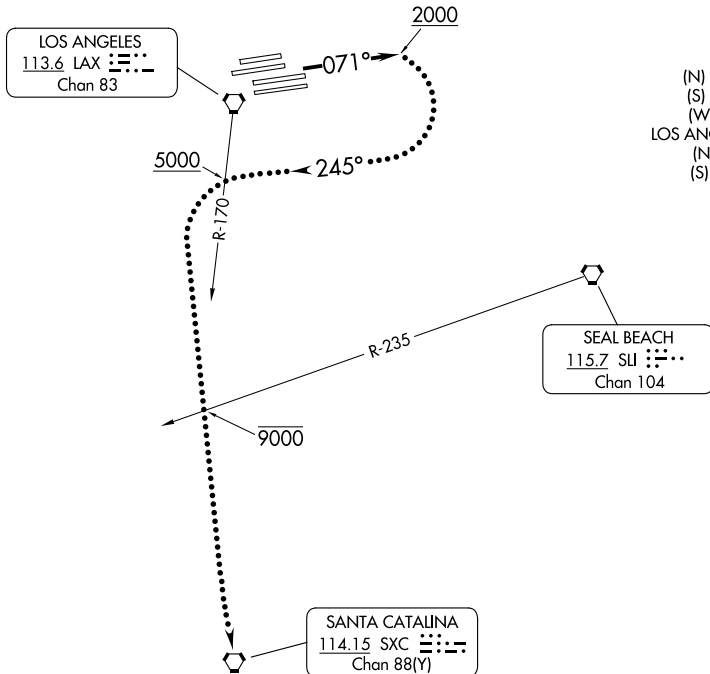 2000
LOS ANGELES
113.6 LAX
Chan 83
071°
(N)
(S)
(W
LOS ANG
(N
(S)
5000
245°
R-170
R-235
SEAL BEACH
115.7 SLI
Chan 104
9000
SANTA CATALINA
114.15 SXC
Chan 88(Y)